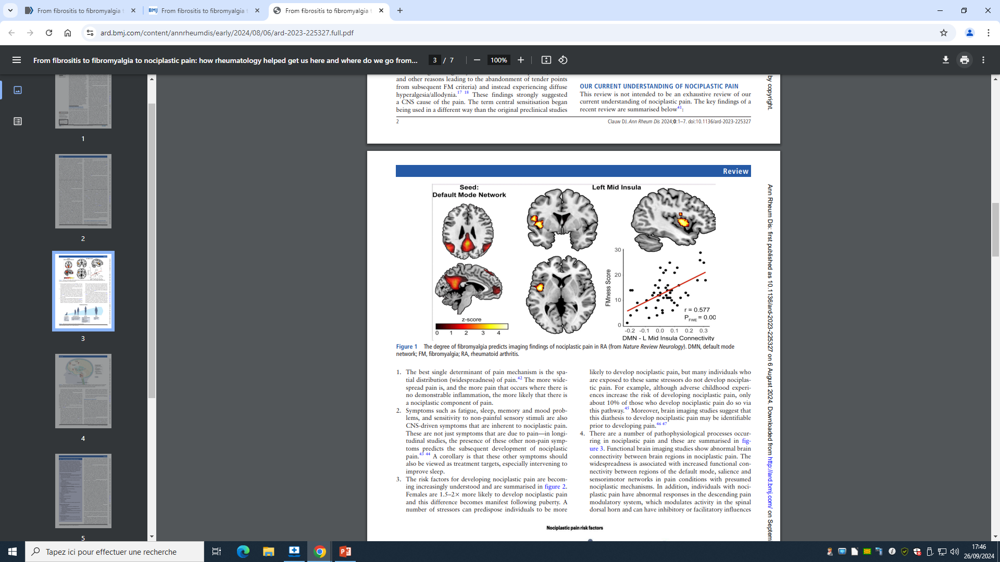 From fibrositis to fibromyalgia t
From fibrositis to fibromyalgia t
From fibrositis to fibromyalgia t
ard.bmj.com/content/annrheumdis/early/2024/08/06/ard-2023-225327.full.pdf
From fibrositis to fibromyalgia to nociplastic pain: how rheumatology helped get us here and where do we go from...
3 / 7
100%
1
2
3
4
5
and other reasons leading to the abandonment of tender points
from subsequent FM criteria) and instead experiencing diffuse
hyperalgesia/allodynia.17 18 These findings strongly suggested
a CNS cause of the pain. The term central sensitisation began
being used in a different way than the original preclinical studies
OUR CURRENT UNDERSTANDING OF NOCIPLASTIC PAIN
This review is not intended to be an exhaustive review of our
current understanding of nociplastic pain. The key findings of a
recent review are summarised below41:
2
Clauw DJ. Ann Rheum Dis 2024;0:1–7. doi:10.1136/ard-2023-225327
by copyright.
Review
Seed:
Default Mode Network
Left Mid Insula
z-score
0 1 2 3 4
30
20
10
0
FMness Score
r = 0.577
PFWE = 0.00
-0.2 -0.1 0.0 0.1 0.2 0.3
DMN - L Mid Insula Connectivity
Figure 1 The degree of fibromyalgia predicts imaging findings of nociplastic pain in RA (from Nature Review Neurology). DMN, default mode
network; FM, fibromyalgia; RA, rheumatoid arthritis.
1. The best single determinant of pain mechanism is the spa-
tial distribution (widespreadness) of pain.42 The more wide-
spread pain is, and the more pain that occurs where there is
no demonstrable inflammation, the more likely that there is
a nociplastic component of pain.
2. Symptoms such as fatigue, sleep, memory and mood prob-
lems, and sensitivity to non-painful sensory stimuli are also
CNS-driven symptoms that are inherent to nociplastic pain.
These are not just symptoms that are due to pain—in longi-
tudinal studies, the presence of these other non-pain symp-
toms predicts the subsequent development of nociplastic
pain.43 44 A corollary is that these other symptoms should
also be viewed as treatment targets, especially intervening to
improve sleep.
3. The risk factors for developing nociplastic pain are becom-
ing increasingly understood and are summarised in figure 2.
Females are 1.5–2× more likely to develop nociplastic pain
and this difference becomes manifest following puberty. A
number of stressors can predispose individuals to be more
likely to develop nociplastic pain, but many individuals who
are exposed to these same stressors do not develop nociplas-
tic pain. For example, although adverse childhood experi-
ences increase the risk of developing nociplastic pain, only
about 10% of those who develop nociplastic pain do so via
this pathway.45 Moreover, brain imaging studies suggest that
this diathesis to develop nociplastic pain may be identifiable
prior to developing pain.46 47
4. There are a number of pathophysiological processes occur-
ring in nociplastic pain and these are summarised in fig-
ure 3. Functional brain imaging studies show abnormal brain
connectivity between brain regions in nociplastic pain. The
widespreadness is associated with increased functional con-
nectivity between regions of the default mode, salience and
sensorimotor networks in pain conditions with presumed
nociplastic mechanisms. In addition, individuals with noci-
plastic pain have abnormal responses in the descending pain
modulatory system, which modulates activity in the spinal
dorsal horn and can have inhibitory or facilitatory influences
Nociplastic pain risk factors
Ann Rheum Dis: first published as 10.1136/ard-2023-225327 on 6 August 2024. Downloaded from http://ard.bmj.com/ on Septem
Tapez ici pour effectuer une recherche
17:46
26/09/2024